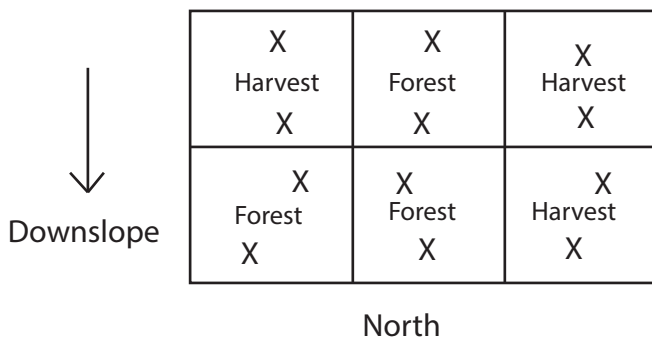 X X X
Harvest Forest Harvest
X X X
X X X
Forest Forest Harvest
X X X
Downslope
North